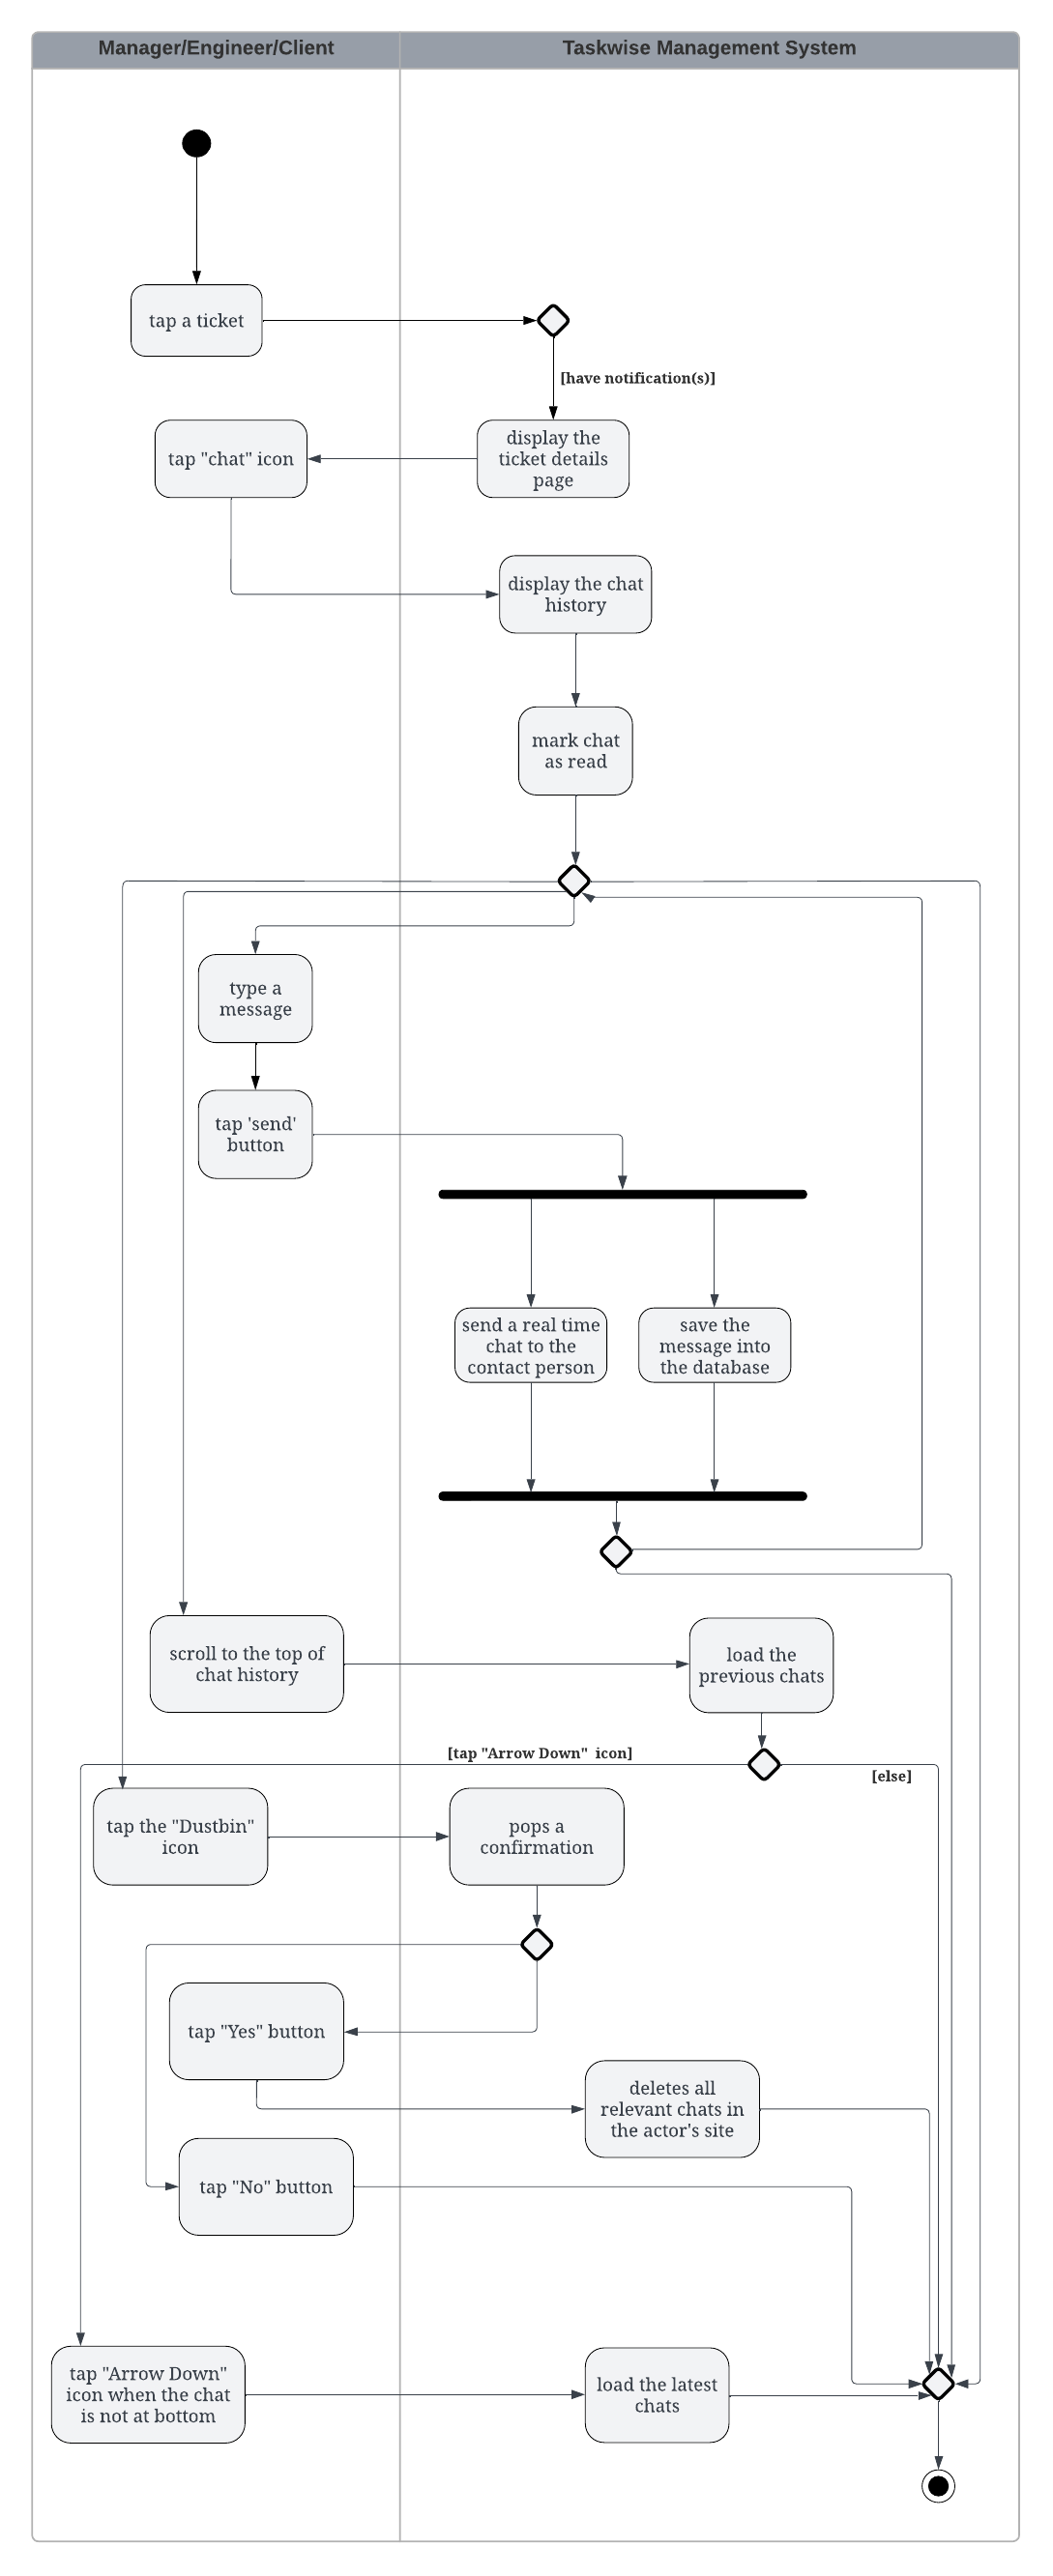 Manager/Engineer/Client
Taskwise Management System
tap a ticket
[have notification(s)]
display the
ticket details
page
tap "chat" icon
display the chat
history
mark chat
as read
type a
message
tap 'send'
button
send a real time
chat to the
contact person
save the
message into
the database
scroll to the top of
chat history
load the
previous chats
[tap "Arrow Down" icon]
[else]
tap the "Dustbin"
icon
pops a
confirmation
tap "Yes" button
deletes all
relevant chats in
the actor's site
tap "No" button
tap "Arrow Down"
icon when the chat
is not at bottom
load the latest
chats